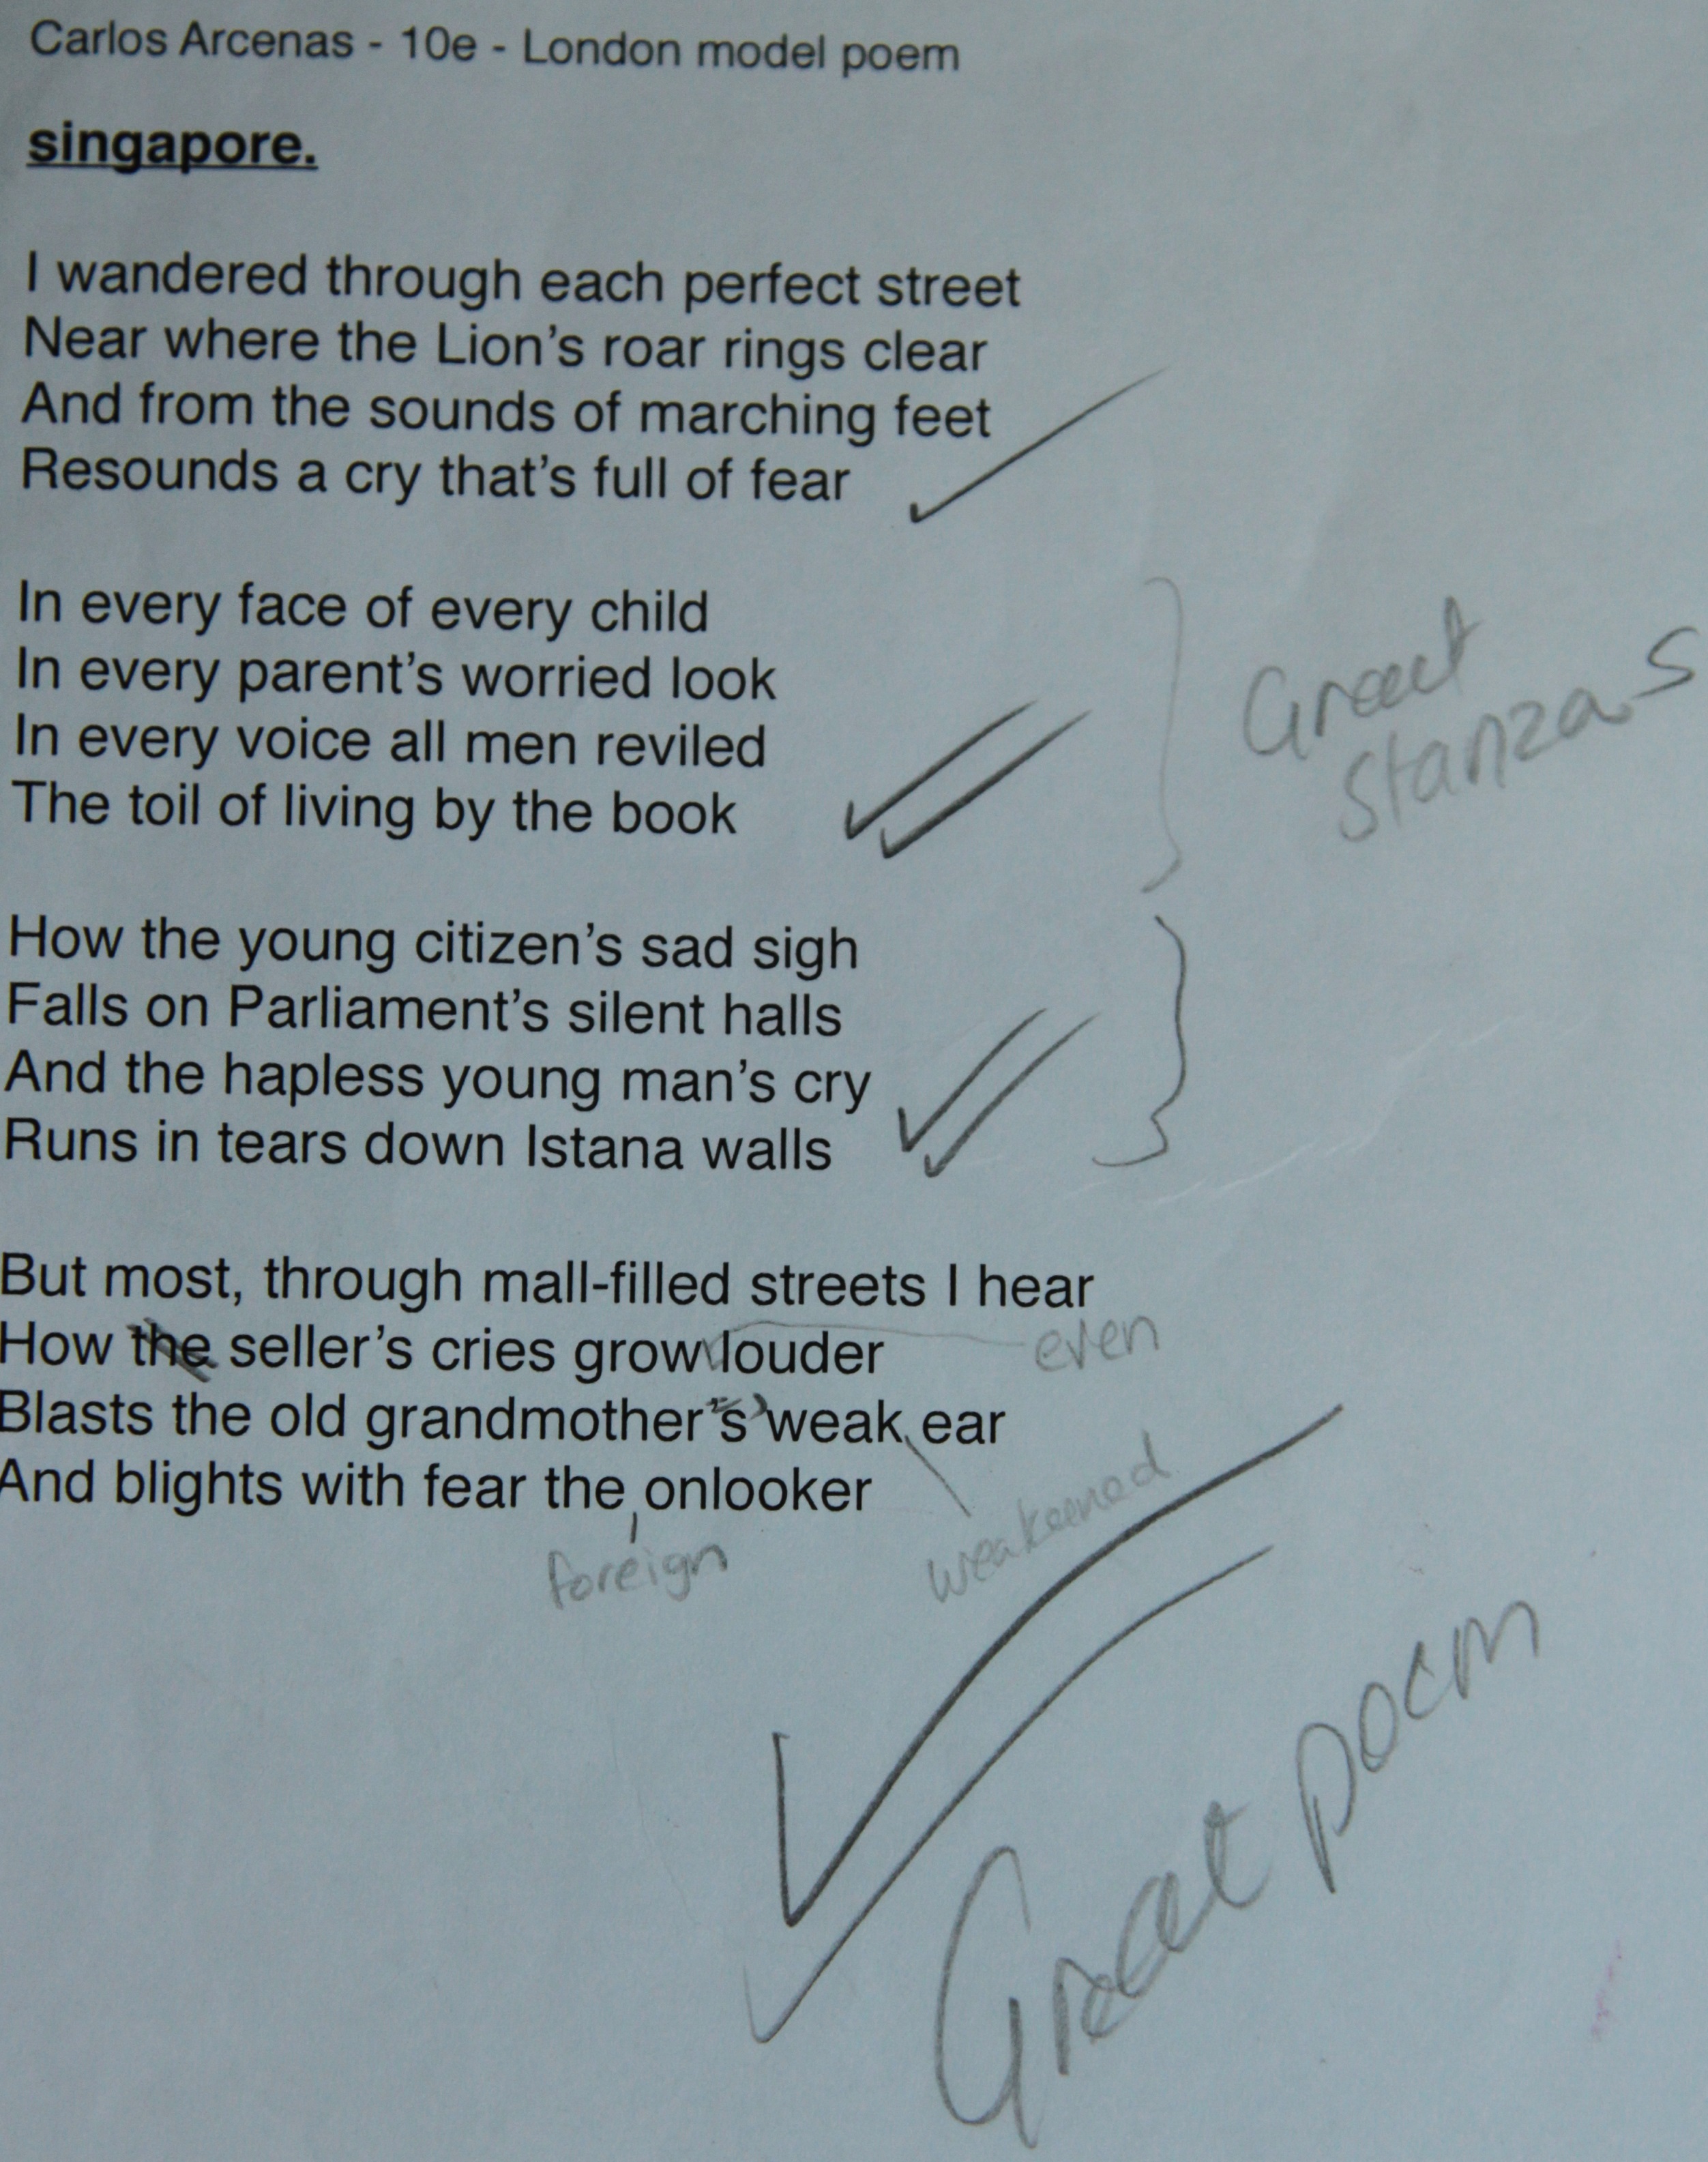 Carlos Arcenas - 10e - London model poem
singapore.
I wandered through each perfect street
Near where the Lion's roar rings clear
And from the sounds of marching feet
Resounds a cry that's full of fear
In every face of every child
In every parent's worried look
In every voice all men reviled
The toil of living by the book
Great
stanzas
How the young citizen's sad sigh
Falls on Parliament's silent halls
And the hapless young man's cry
Runs in tears down Istana walls
But most, through mall-filled streets I hear
How the seller's cries grow louder
even
Blasts the old grandmother's' weak ear
And blights with fear the onlooker
weakened
foreign
Great poem